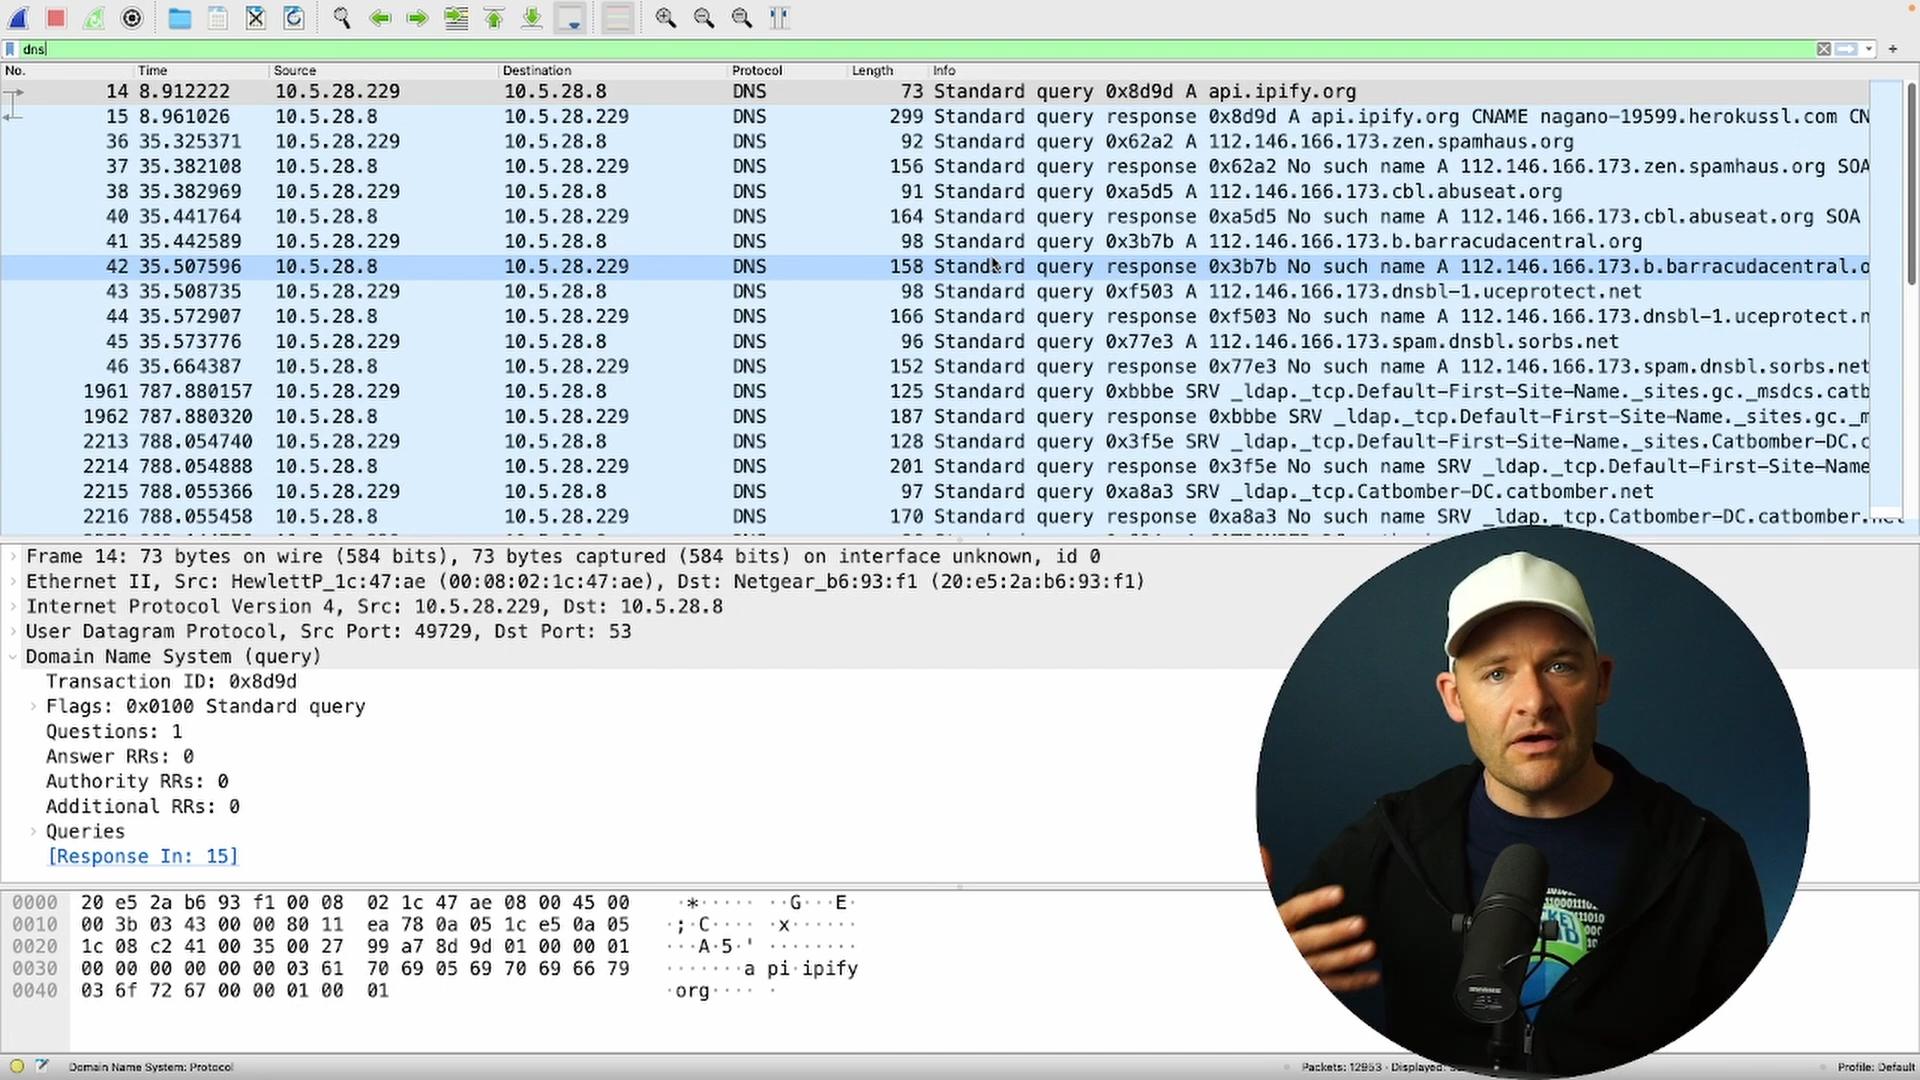 dns
No. Time Source Destination Protocol Length Info
14 8.912222 10.5.28.229 10.5.28.8 DNS 73 Standard query 0x8d9d A api.ipify.org
15 8.961026 10.5.28.8 10.5.28.229 DNS 299 Standard query response 0x8d9d A api.ipify.org CNAME nagano-19599.herokussl.com CN
36 35.325371 10.5.28.229 10.5.28.8 DNS 92 Standard query 0x62a2 A 112.146.166.173.zen.spamhaus.org
37 35.382108 10.5.28.8 10.5.28.229 DNS 156 Standard query response 0x62a2 No such name A 112.146.166.173.zen.spamhaus.org SOA
38 35.382969 10.5.28.229 10.5.28.8 DNS 91 Standard query 0xa5d5 A 112.146.166.173.cbl.abuseat.org
40 35.441764 10.5.28.8 10.5.28.229 DNS 164 Standard query response 0xa5d5 No such name A 112.146.166.173.cbl.abuseat.org SOA
41 35.442589 10.5.28.229 10.5.28.8 DNS 98 Standard query 0x3b7b A 112.146.166.173.b.barracudacentral.org
42 35.507596 10.5.28.8 10.5.28.229 DNS 158 Standard query response 0x3b7b No such name A 112.146.166.173.b.barracudacentral.o
43 35.508735 10.5.28.229 10.5.28.8 DNS 98 Standard query 0xf503 A 112.146.166.173.dnsbl-1.uceprotect.net
44 35.572907 10.5.28.8 10.5.28.229 DNS 166 Standard query response 0xf503 No such name A 112.146.166.173.dnsbl-1.uceprotect.n
45 35.573776 10.5.28.229 10.5.28.8 DNS 96 Standard query 0x77e3 A 112.146.166.173.spam.dnsbl.sorbs.net
46 35.664387 10.5.28.8 10.5.28.229 DNS 152 Standard query response 0x77e3 No such name A 112.146.166.173.spam.dnsbl.sorbs.net
1961 787.880157 10.5.28.229 10.5.28.8 DNS 125 Standard query 0xbbbe SRV _ldap._tcp.Default-First-Site-Name._sites.gc._msdcs.catb
1962 787.880320 10.5.28.8 10.5.28.229 DNS 187 Standard query response 0xbbbe SRV _ldap._tcp.Default-First-Site-Name._sites.gc._m
2213 788.054740 10.5.28.229 10.5.28.8 DNS 128 Standard query 0x3f5e SRV _ldap._tcp.Default-First-Site-Name._sites.Catbomber-DC.c
2214 788.054888 10.5.28.8 10.5.28.229 DNS 201 Standard query response 0x3f5e No such name SRV _ldap._tcp.Default-First-Site-Name
2215 788.055366 10.5.28.229 10.5.28.8 DNS 97 Standard query 0xa8a3 SRV _ldap._tcp.Catbomber-DC.catbomber.net
2216 788.055458 10.5.28.8 10.5.28.229 DNS 170 Standard query response 0xa8a3 No such name SRV _ldap._tcp.Catbomber-DC.catbomber.net
Frame 14: 73 bytes on wire (584 bits), 73 bytes captured (584 bits) on interface unknown, id 0
Ethernet II, Src: HewlettP_1c:47:ae (00:08:02:1c:47:ae), Dst: Netgear_b6:93:f1 (20:e5:2a:b6:93:f1)
Internet Protocol Version 4, Src: 10.5.28.229, Dst: 10.5.28.8
User Datagram Protocol, Src Port: 49729, Dst Port: 53
Domain Name System (query)
Transaction ID: 0x8d9d
Flags: 0x0100 Standard query
Questions: 1
Answer RRs: 0
Authority RRs: 0
Additional RRs: 0
Queries
[Response In: 15]
0000 20 e5 2a b6 93 f1 00 08 02 1c 47 ae 08 00 45 00 ·*····· ··G···E·
0010 00 3b 03 43 00 00 80 11 ea 78 0a 05 1c e5 0a 05 ·;·C···· ·x······
0020 1c 08 c2 41 00 35 00 27 99 a7 8d 9d 01 00 00 01 ···A·5·' ········
0030 00 00 00 00 00 00 03 61 70 69 05 69 70 69 66 79 ·······a pi·ipify
0040 03 6f 72 67 00 00 01 00 01 ·org···· ·
Domain Name System: Protocol Packets: 12953 · Displayed: Profile: Default